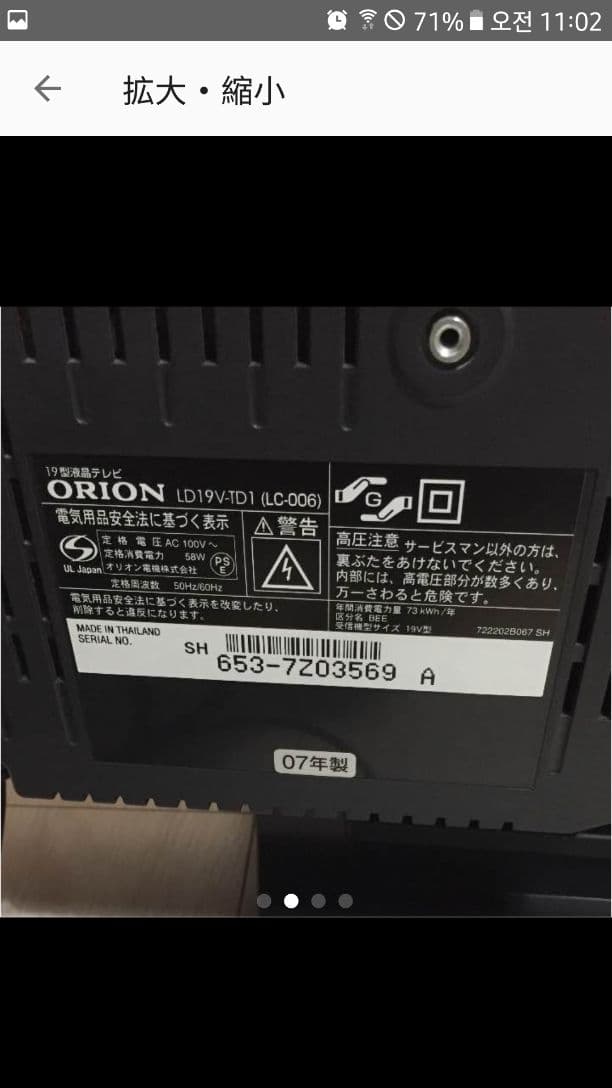 71% 오전 11:02
拡大・縮小
19型液晶テレビ
ORION LD19V-TD1 (LC-006)
電気用品安全法に基づく表示
定格電圧 AC 100V～
定格消費電力 58W
オリオン電機株式会社
UL Japan
PS
E
定格周波数 50Hz/60Hz
電気用品安全法に基づく表示を改変したり、
削除すると違反になります。
警告
G
高圧注意 サービスマン以外の方は、
裏ぶたをあけないでください。
内部には、高電圧部分が数多くあり、
万一さわると危険です。
年間消費電力量 73 kWh/年
区分名 BEE
受信機型サイズ 19V型
722202B067 SH
MADE IN THAILAND
SERIAL NO.
SH 653-7Z03569 A
07年製